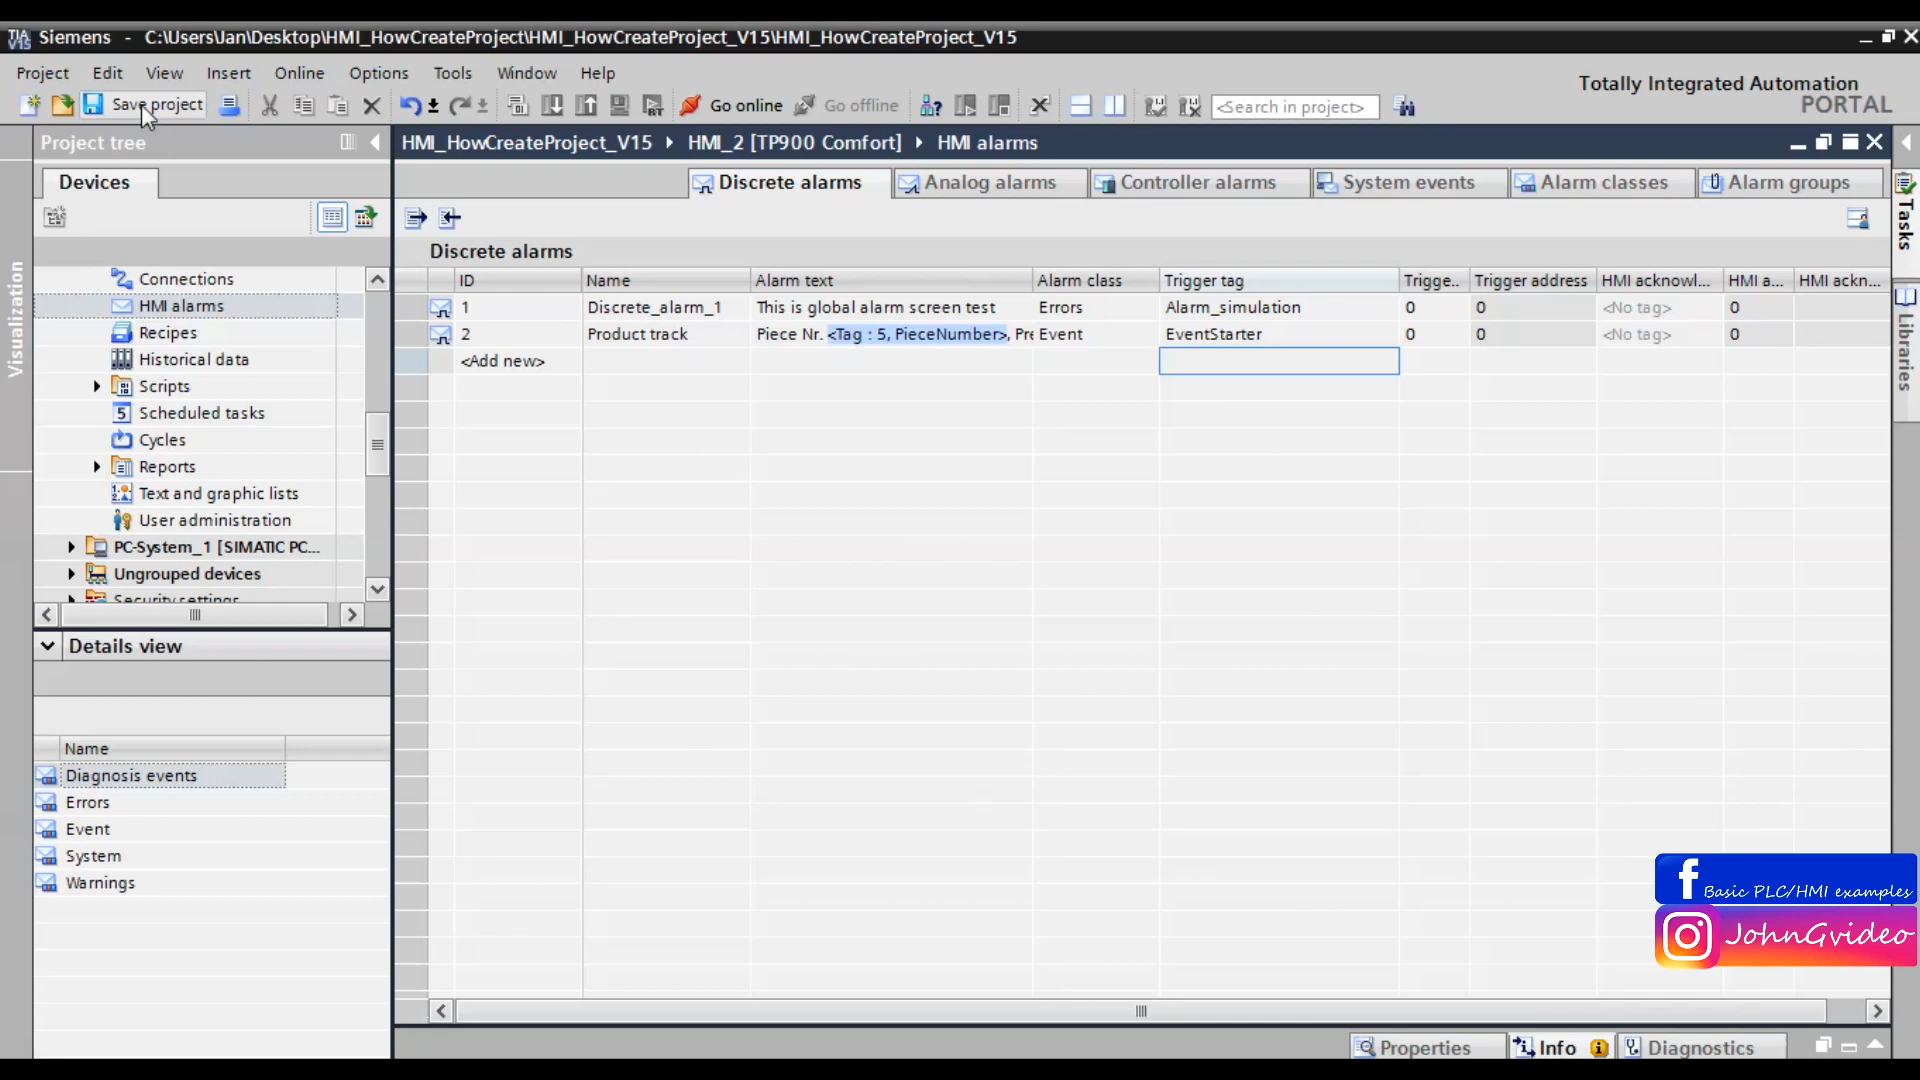 Siemens - C:\Users\Jan\Desktop\HMI_HowCreateProject\HMI_HowCreateProject_V15\HMI_HowCreateProject_V15
Project Edit View Insert Online Options Tools Window Help
Totally Integrated Automation
PORTAL
Save project Go online Go offline <Search in project>
Project tree
HMI_HowCreateProject_V15 HMI_2 [TP900 Comfort] HMI alarms
Devices
Discrete alarms Analog alarms Controller alarms System events Alarm classes Alarm groups
Tasks
Libraries
Visualization
Discrete alarms
ID Name Alarm text Alarm class Trigger tag Trigge.. Trigger address HMI acknowl... HMI a... HMI ackn...
1 Discrete_alarm_1 This is global alarm screen test Errors Alarm_simulation 0 0 <No tag> 0
2 Product track Piece Nr. <Tag : 5, PieceNumber>, Pre Event EventStarter 0 0 <No tag> 0
<Add new>
Connections
HMI alarms
Recipes
Historical data
Scripts
Scheduled tasks
Cycles
Reports
Text and graphic lists
User administration
PC-System_1 [SIMATIC PC...
Ungrouped devices
Security settings
Details view
Name
Diagnosis events
Errors
Event
System
Warnings
Basic PLC/HMI examples
JohnGvideo
Properties Info Diagnostics